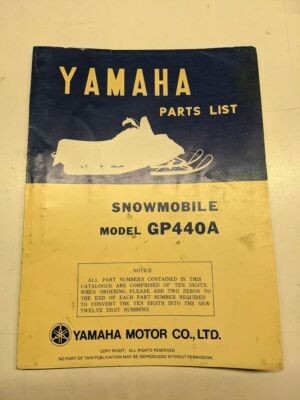 YAMAHA
PARTS LIST
SNOWMOBILE
MODEL GP440A
NOTICE
ALL PART NUMBERS CONTAINED IN THIS
CATALOGUE ARE COMPRISED OF TEN DIGITS.
WHEN ORDERING, PLEASE ADD TWO ZEROS TO
THE END OF EACH PART NUMBER REQUIRED
TO CONVERT THE TEN DIGITS INTO THE NEW
TWELVE DIGIT NUMBERS.
YAMAHA MOTOR CO., LTD.
COPY RIGHT. ALL RIGHTS RESERVED
NO PART OF THIS PUBLICATION MAY BE REPRODUCED WITHOUT PERMISSION